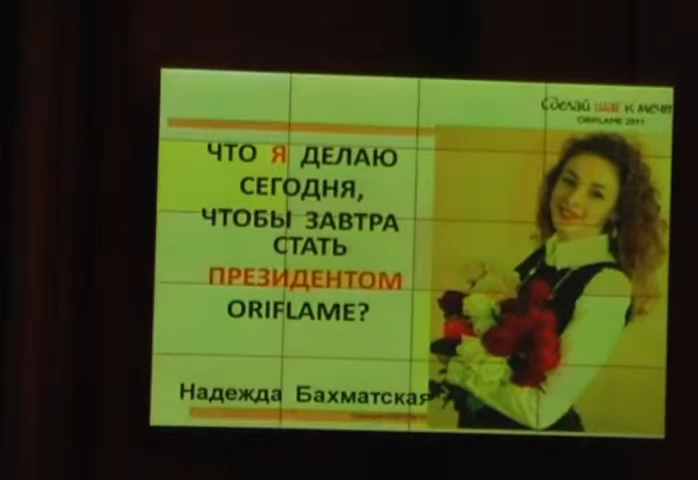 Сделай шаг к мечте
ORIFLAME 2011
ЧТО Я ДЕЛАЮ
СЕГОДНЯ,
ЧТОБЫ ЗАВТРА
СТАТЬ
ПРЕЗИДЕНТОМ
ORIFLAME?
Надежда Бахматская